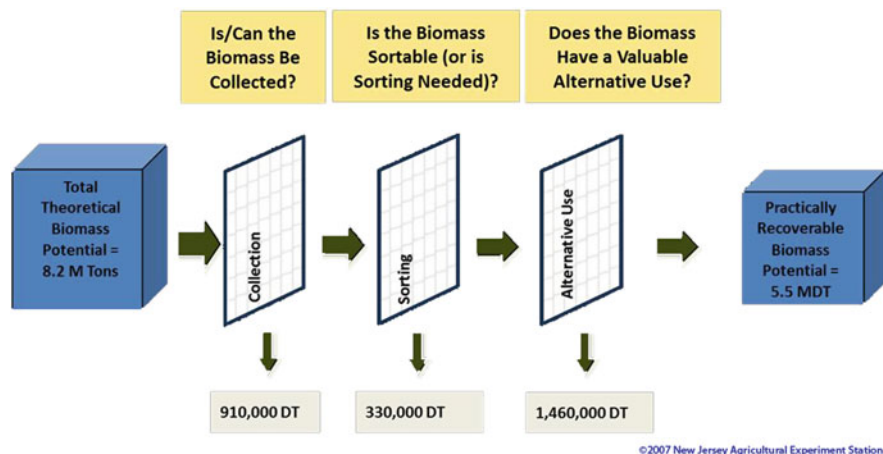 Is/Can the
Biomass Be
Collected?
Is the Biomass
Sortable (or is
Sorting Needed)?
Does the Biomass
Have a Valuable
Alternative Use?
Total
Theoretical
Biomass
Potential =
8.2 M Tons
Collection
Sorting
Alternative Use
Practically
Recoverable
Biomass
Potential =
5.5 MDT
910,000 DT
330,000 DT
1,460,000 DT
©2007 New Jersey Agricultural Experiment Station